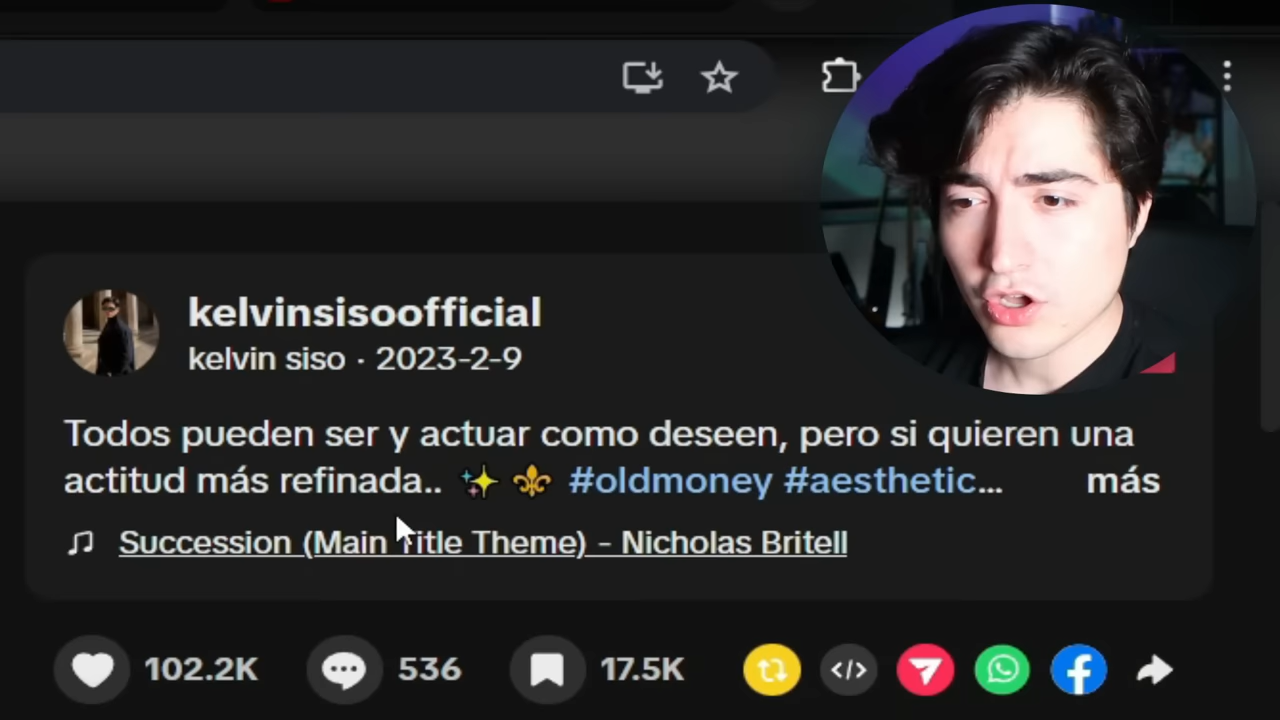 kelvinsisoofficial
kelvin siso · 2023-2-9
Todos pueden ser y actuar como deseen, pero si quieren una
actitud más refinada.. ✨ ⚜️ #oldmoney #aesthetic... más
Succession (Main Title Theme) - Nicholas Britell
102.2K 536 17.5K